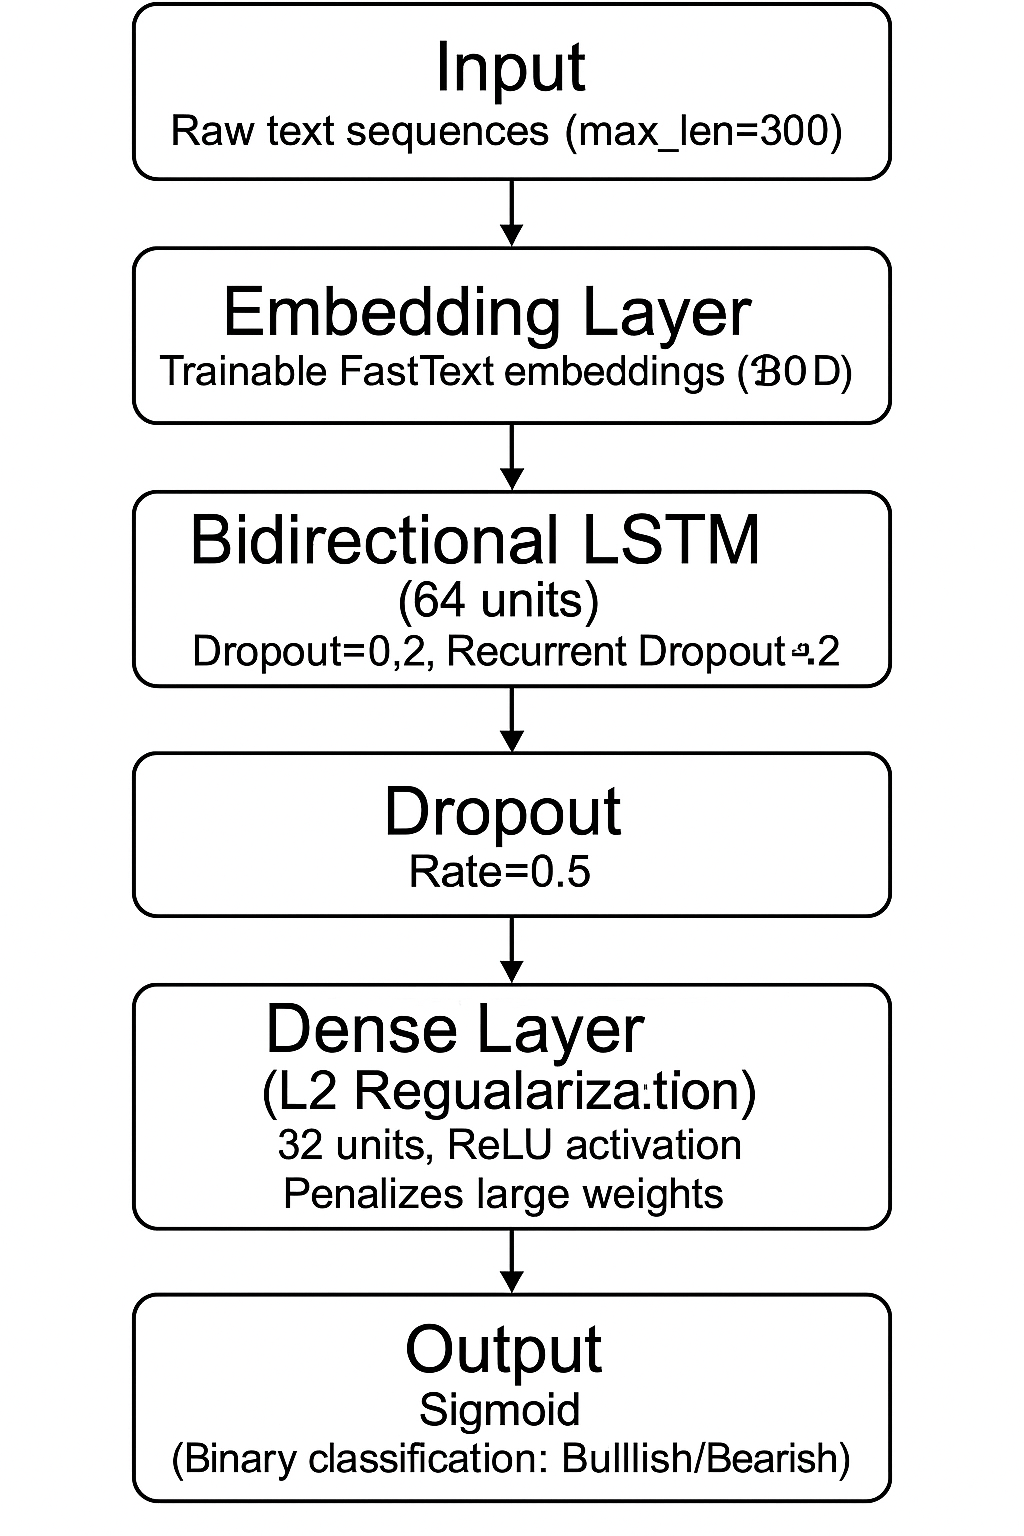 Input
Raw text sequences (max_len=300)
Embedding Layer
Trainable FastText embeddings
Bidirectional LSTM
(64 units)
Dropout=0,2, Recurrent Dropout .2
Dropout
Rate=0.5
Dense Layer
(L2 Regualarization)
32 units, ReLU activation
Penalizes large weights
Output
Sigmoid
(Binary classification: Bulllish/Bearish)